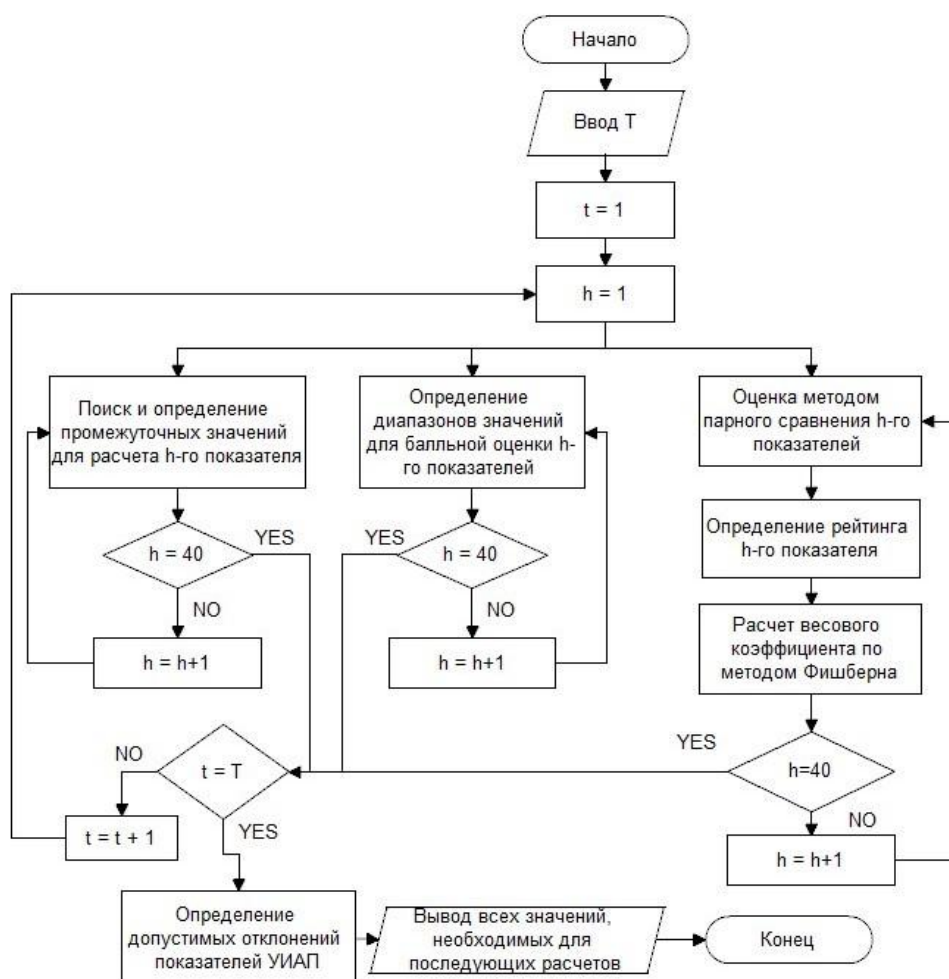 Начало
Ввод T
t = 1
h = 1
Поиск и определение
промежуточных значений
для расчета h-го показателя
Определение
диапазонов значений
для балльной оценки h-
го показателей
Оценка методом
парного сравнения h-го
показателей
h = 40
YES
NO
h = h+1
YES
h = 40
NO
h = h+1
Определение рейтинга
h-го показателя
Расчет весового
коэффициента по
методом Фишберна
YES
h=40
NO
h = h+1
NO
t = T
YES
t = t + 1
Определение
допустимых отклонений
показателей УИАП
Вывод всех значений,
необходимых для
последующих расчетов
Конец